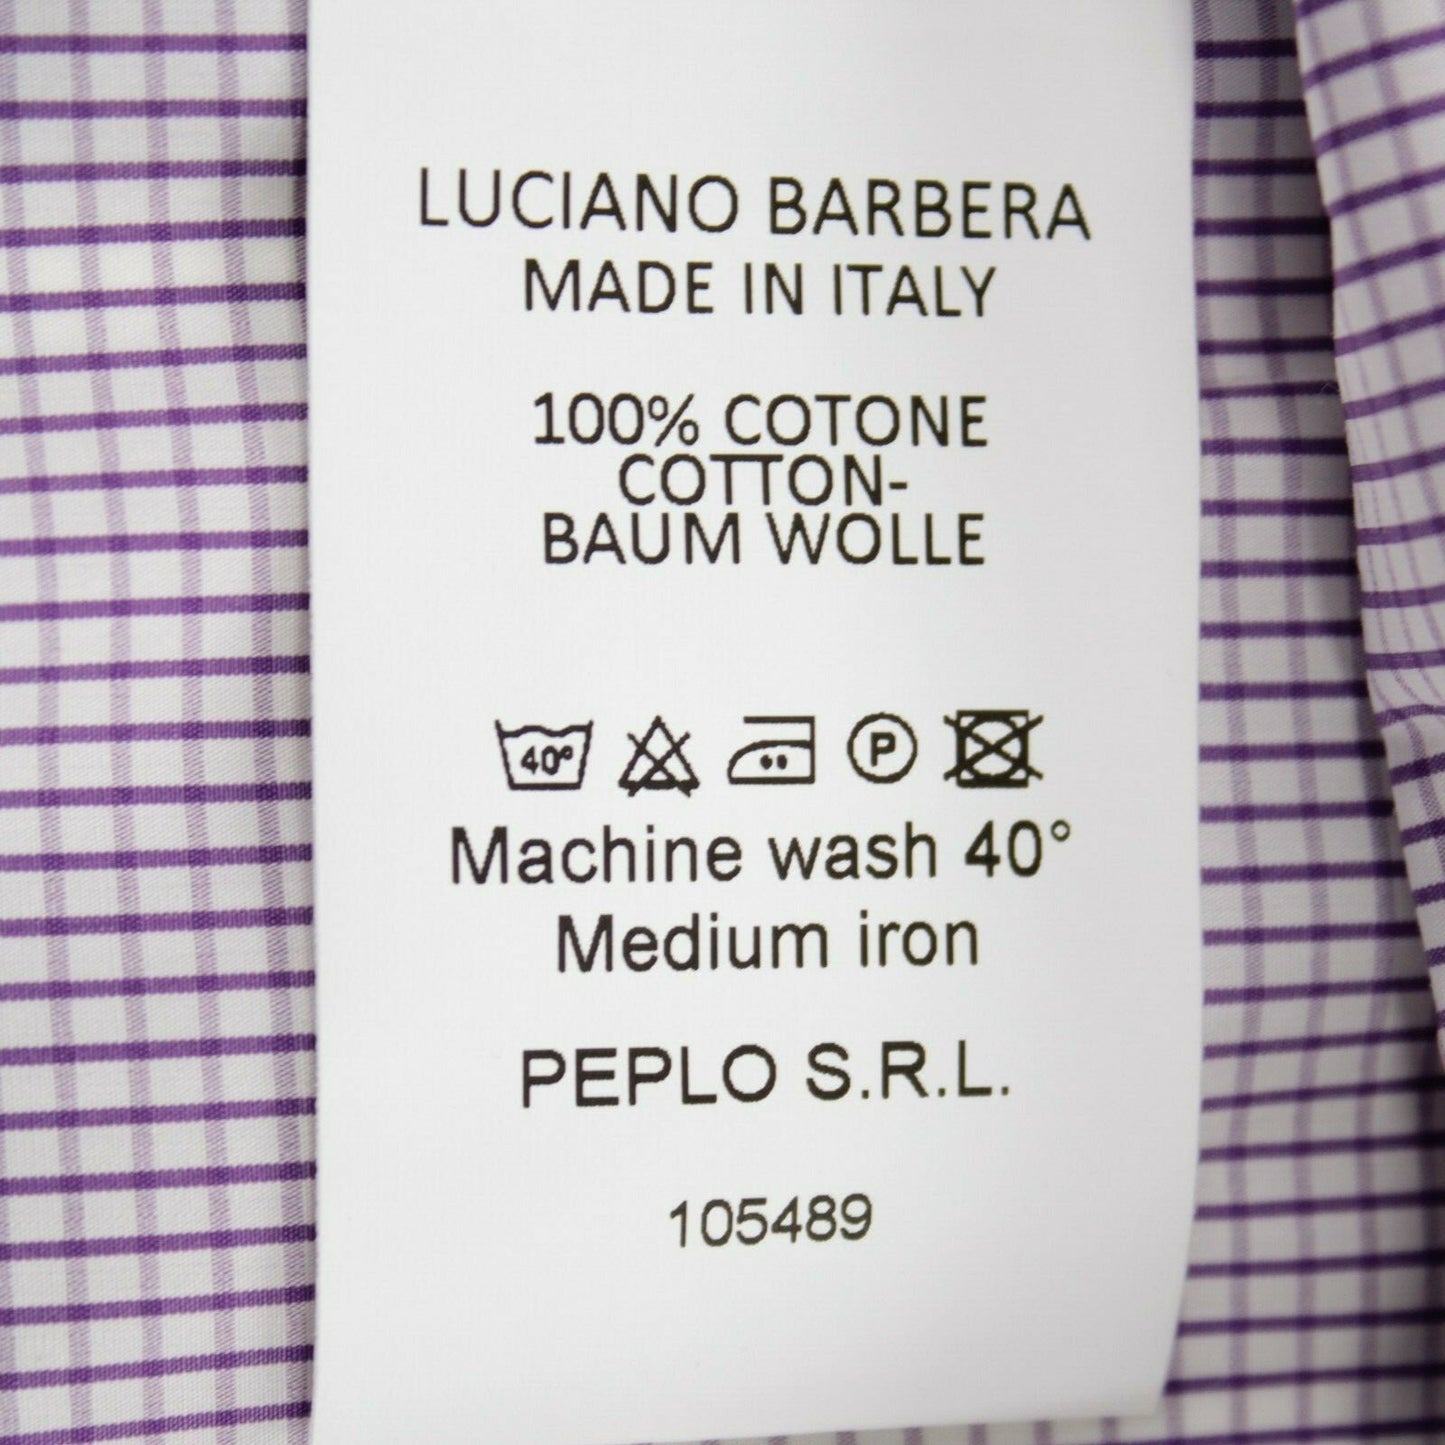 LUCIANO BARBERA
MADE IN ITALY
100% COTONE
COTTON-
BAUM WOLLE
40° P
Machine wash 40°
Medium iron
PEPLO S.R.L.
105489